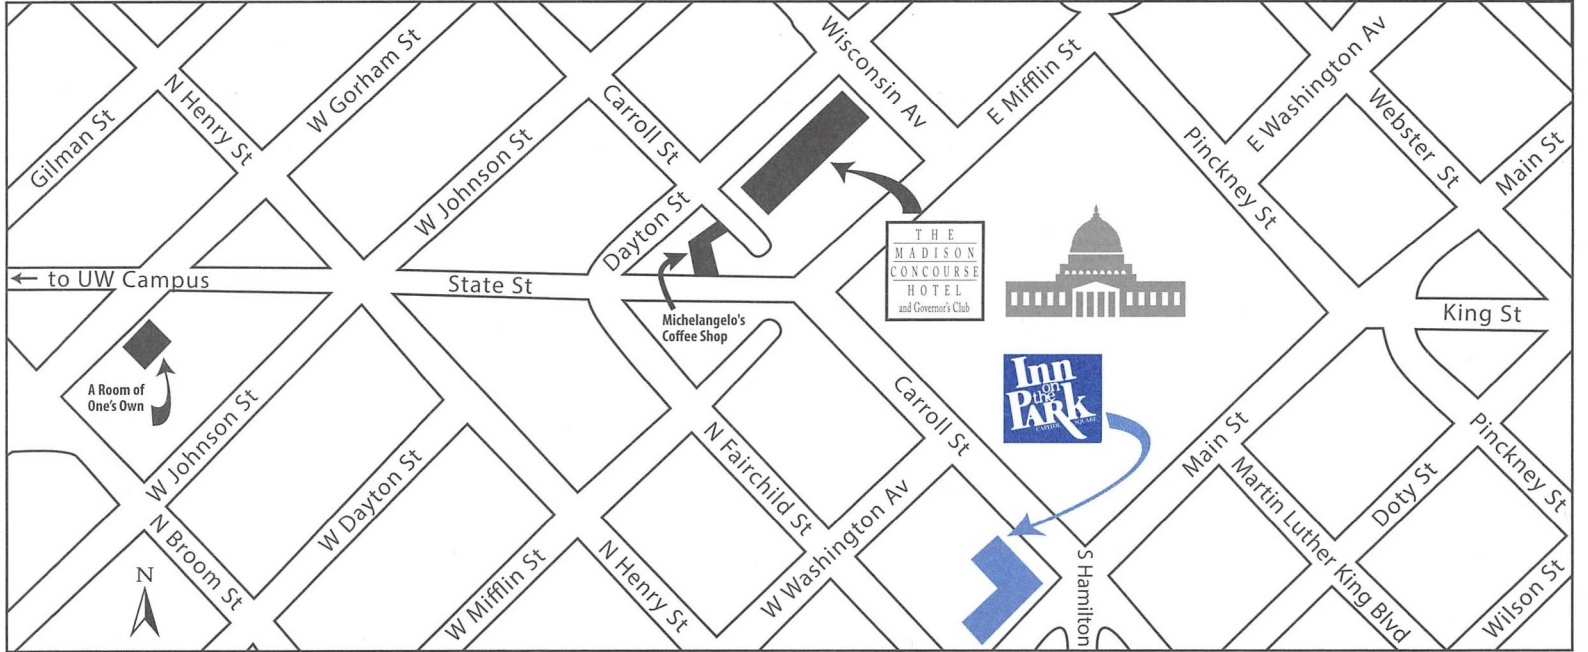 Gilman St
N Henry St
W Gorham St
W Johnson St
Carroll St
Dayton St
Wisconsin Av
E Mifflin St
Pinckney St
E Washington Av
Webster St
Main St
THE
MADISON
CONCOURSE
HOTEL
and Governor's Club
← to UW Campus
State St
Michelangelo's
Coffee Shop
King St
A Room of
One's Own
Inn
on
the
PARK
CAPITOL SQUARE
Carroll St
Main St
W Johnson St
W Dayton St
N Broom St
N
W Mifflin St
N Henry St
N Fairchild St
W Washington Av
S Hamilton
Martin Luther King Blvd
Doty St
Pinckney St
Wilson St